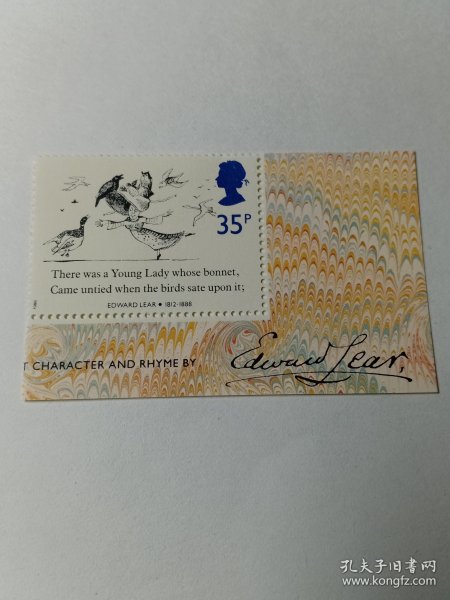 35P
There was a Young Lady whose bonnet,
Came untied when the birds sate upon it;
EDWARD LEAR • 1812-1888
T CHARACTER AND RHYME BY
Edward Lear,
孔夫子旧书网
www.kongfz.com